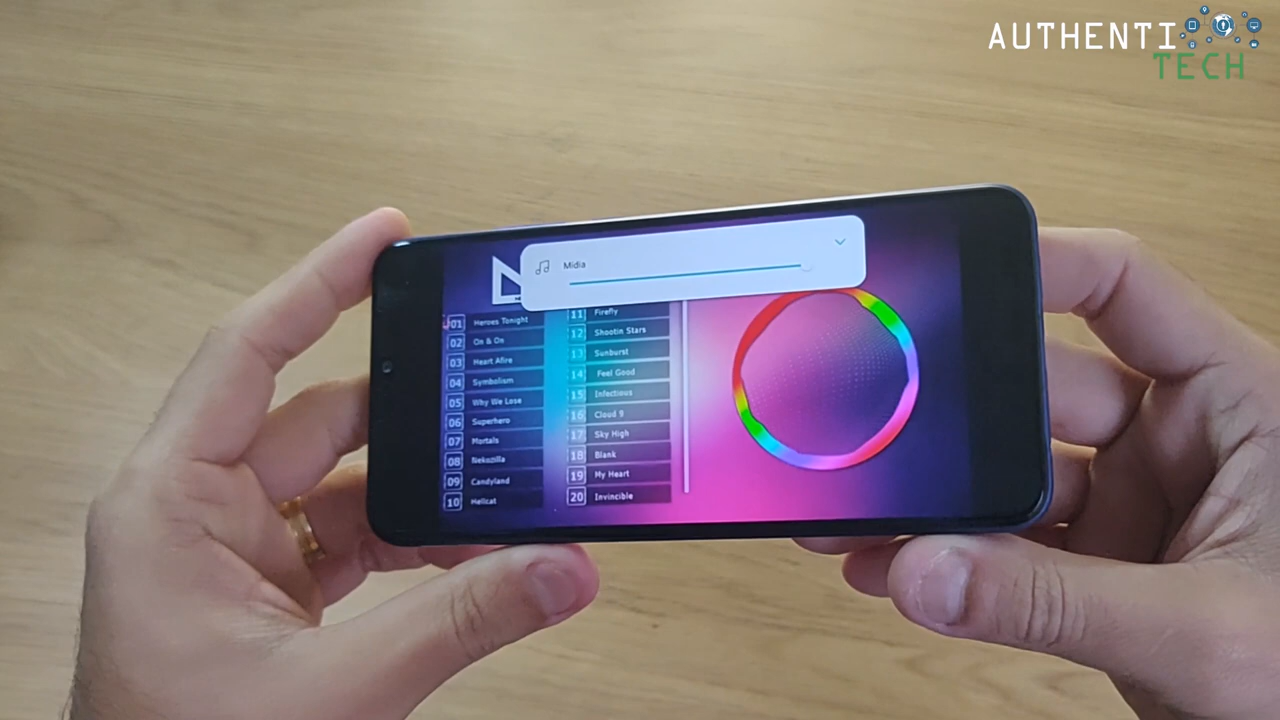 AUTHENTI
TECH
Mídia
01 Heroes Tonight
02 On & On
03 Heart Afire
04 Symbolism
05 Why We Lose
06 Superhero
07 Mortals
08 Nekozilla
09 Candyland
10 Hellcat
11 Firefly
12 Shootin Stars
13 Sunburst
14 Feel Good
15 Infectious
16 Cloud 9
17 Sky High
18 Blank
19 My Heart
20 Invincible